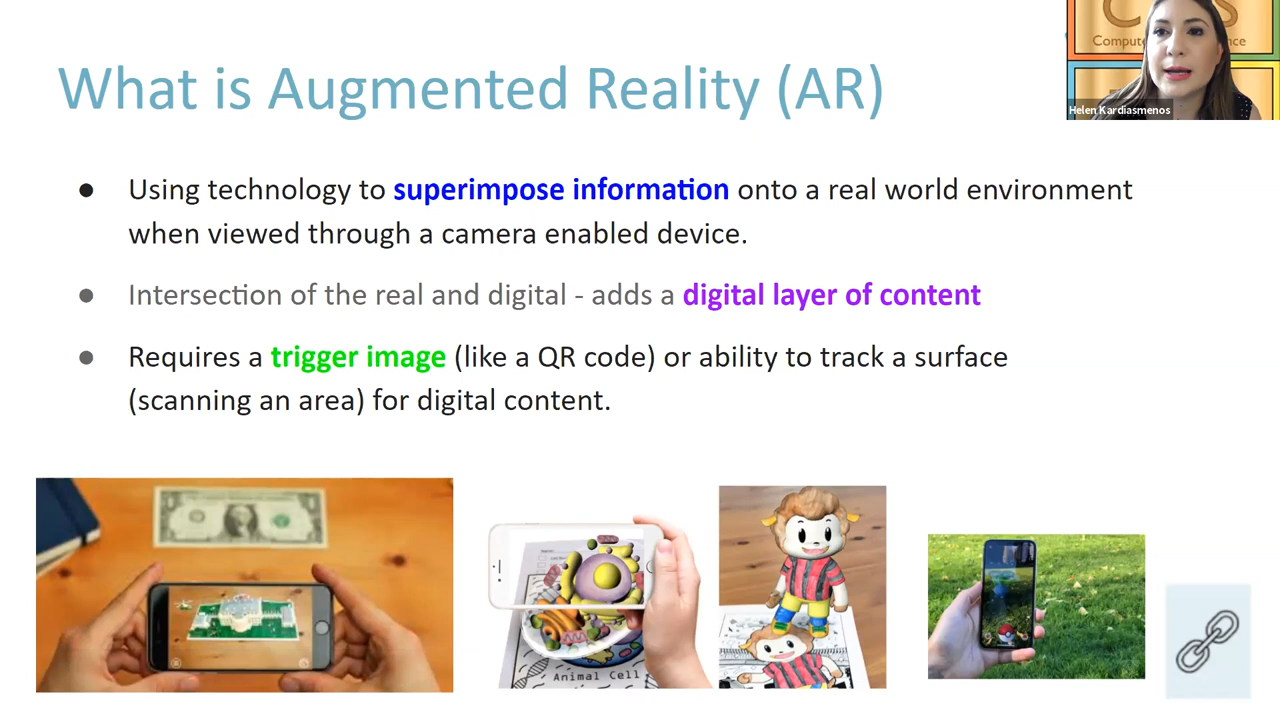 What is Augmented Reality (AR)
Helen Kardiasmenos
● Using technology to superimpose information onto a real world environment
when viewed through a camera enabled device.
● Intersection of the real and digital - adds a digital layer of content
● Requires a trigger image (like a QR code) or ability to track a surface
(scanning an area) for digital content.
Animal Cell